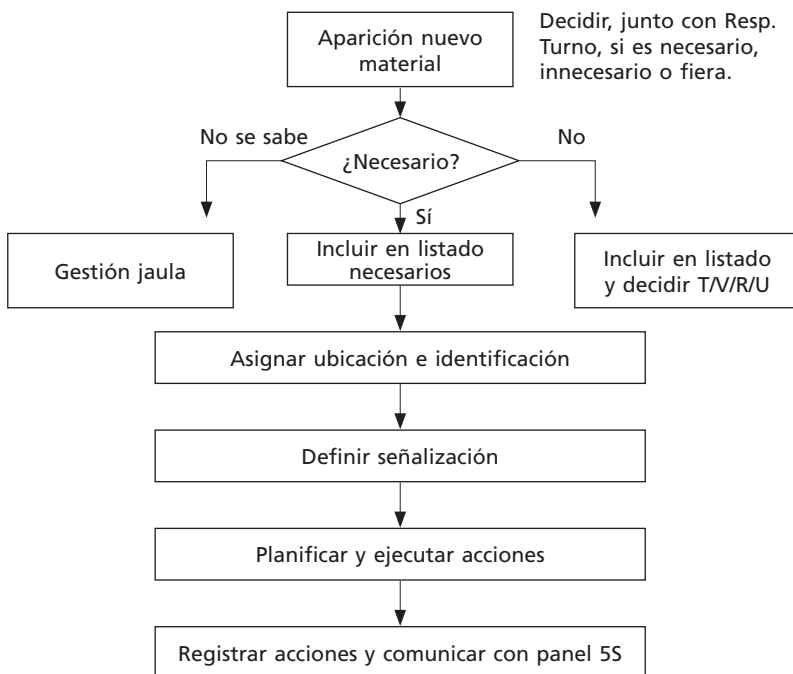 Aparición nuevo
material
Decidir, junto con Resp.
Turno, si es necesario,
innecesario o fiera.
No se sabe
¿Necesario?
No
Sí
Gestión jaula
Incluir en listado
necesarios
Incluir en listado
y decidir T/V/R/U
Asignar ubicación e identificación
Definir señalización
Planificar y ejecutar acciones
Registrar acciones y comunicar con panel 5S